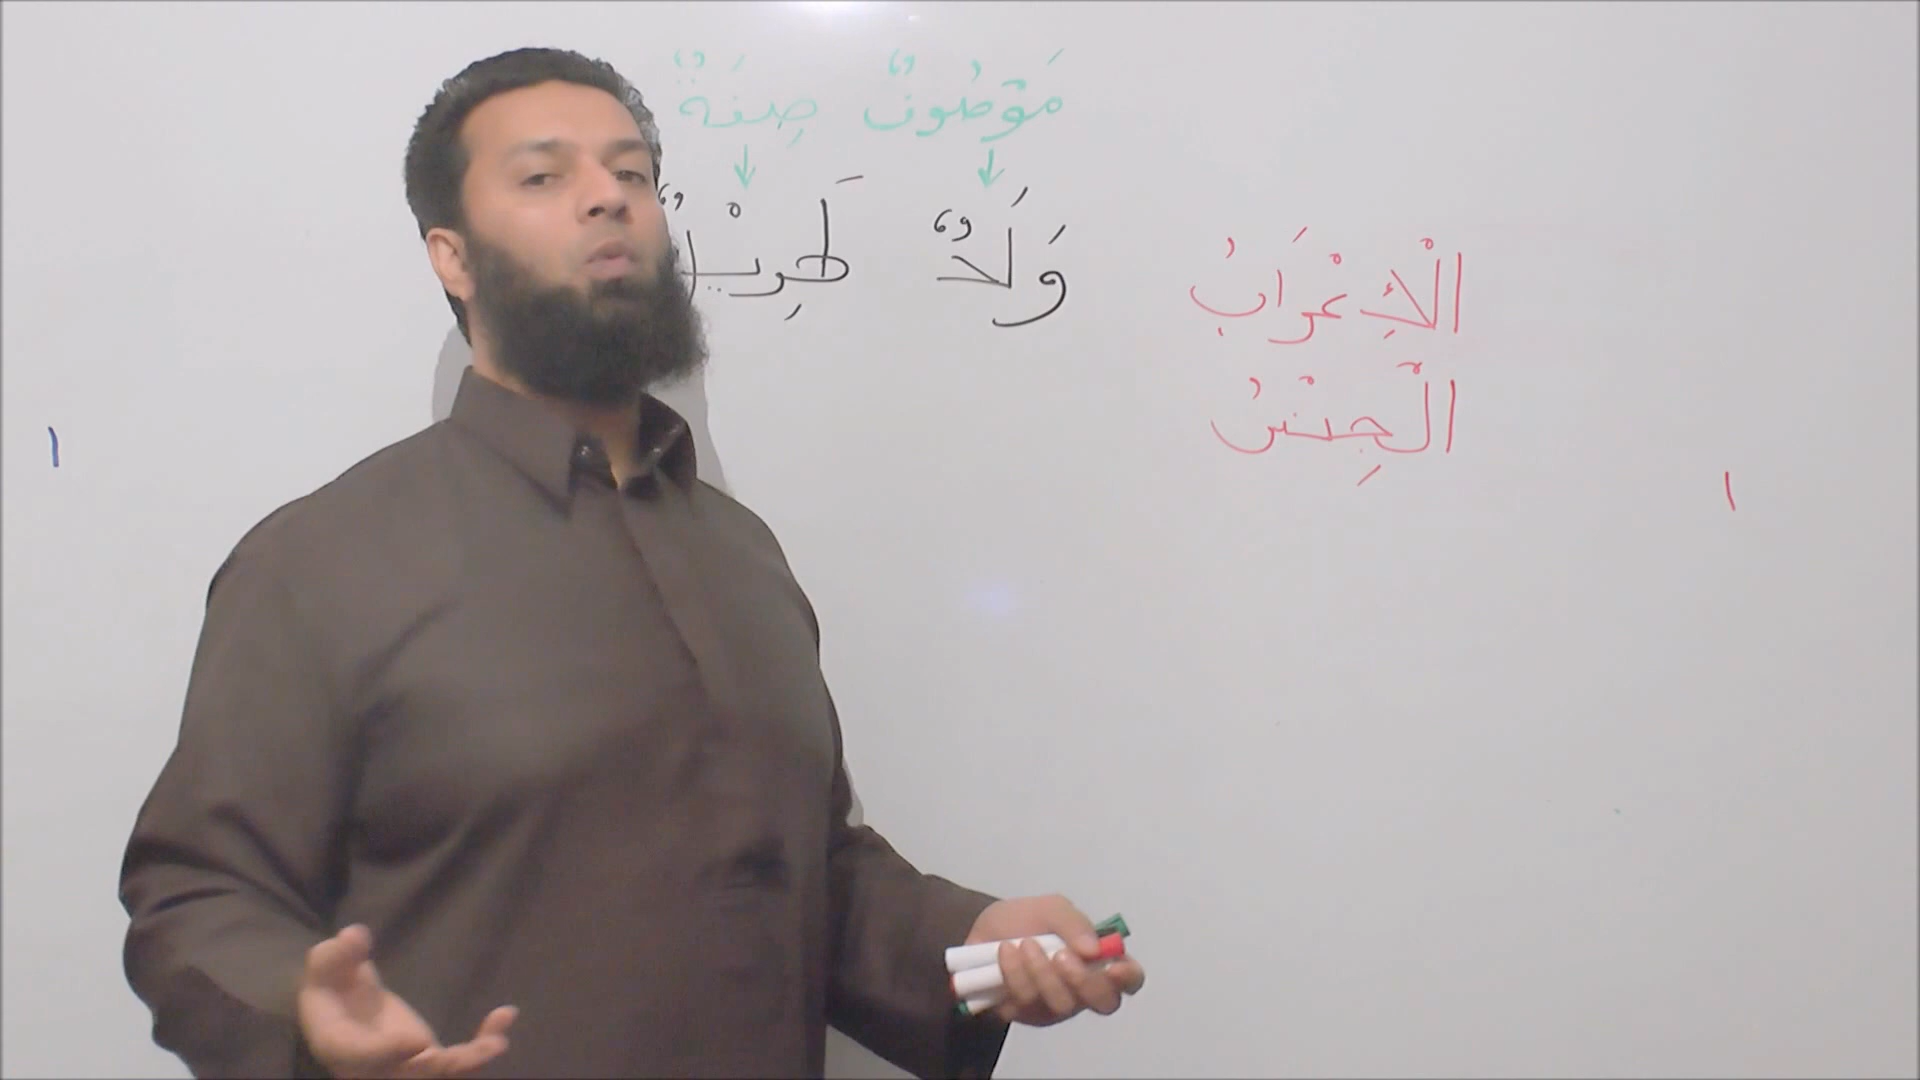 مَوْصُوفٌ صِفَةٌ
وَلَدٌ طَوِيْلٌ
الْإِعْرَابُ
الْجِنْسُ